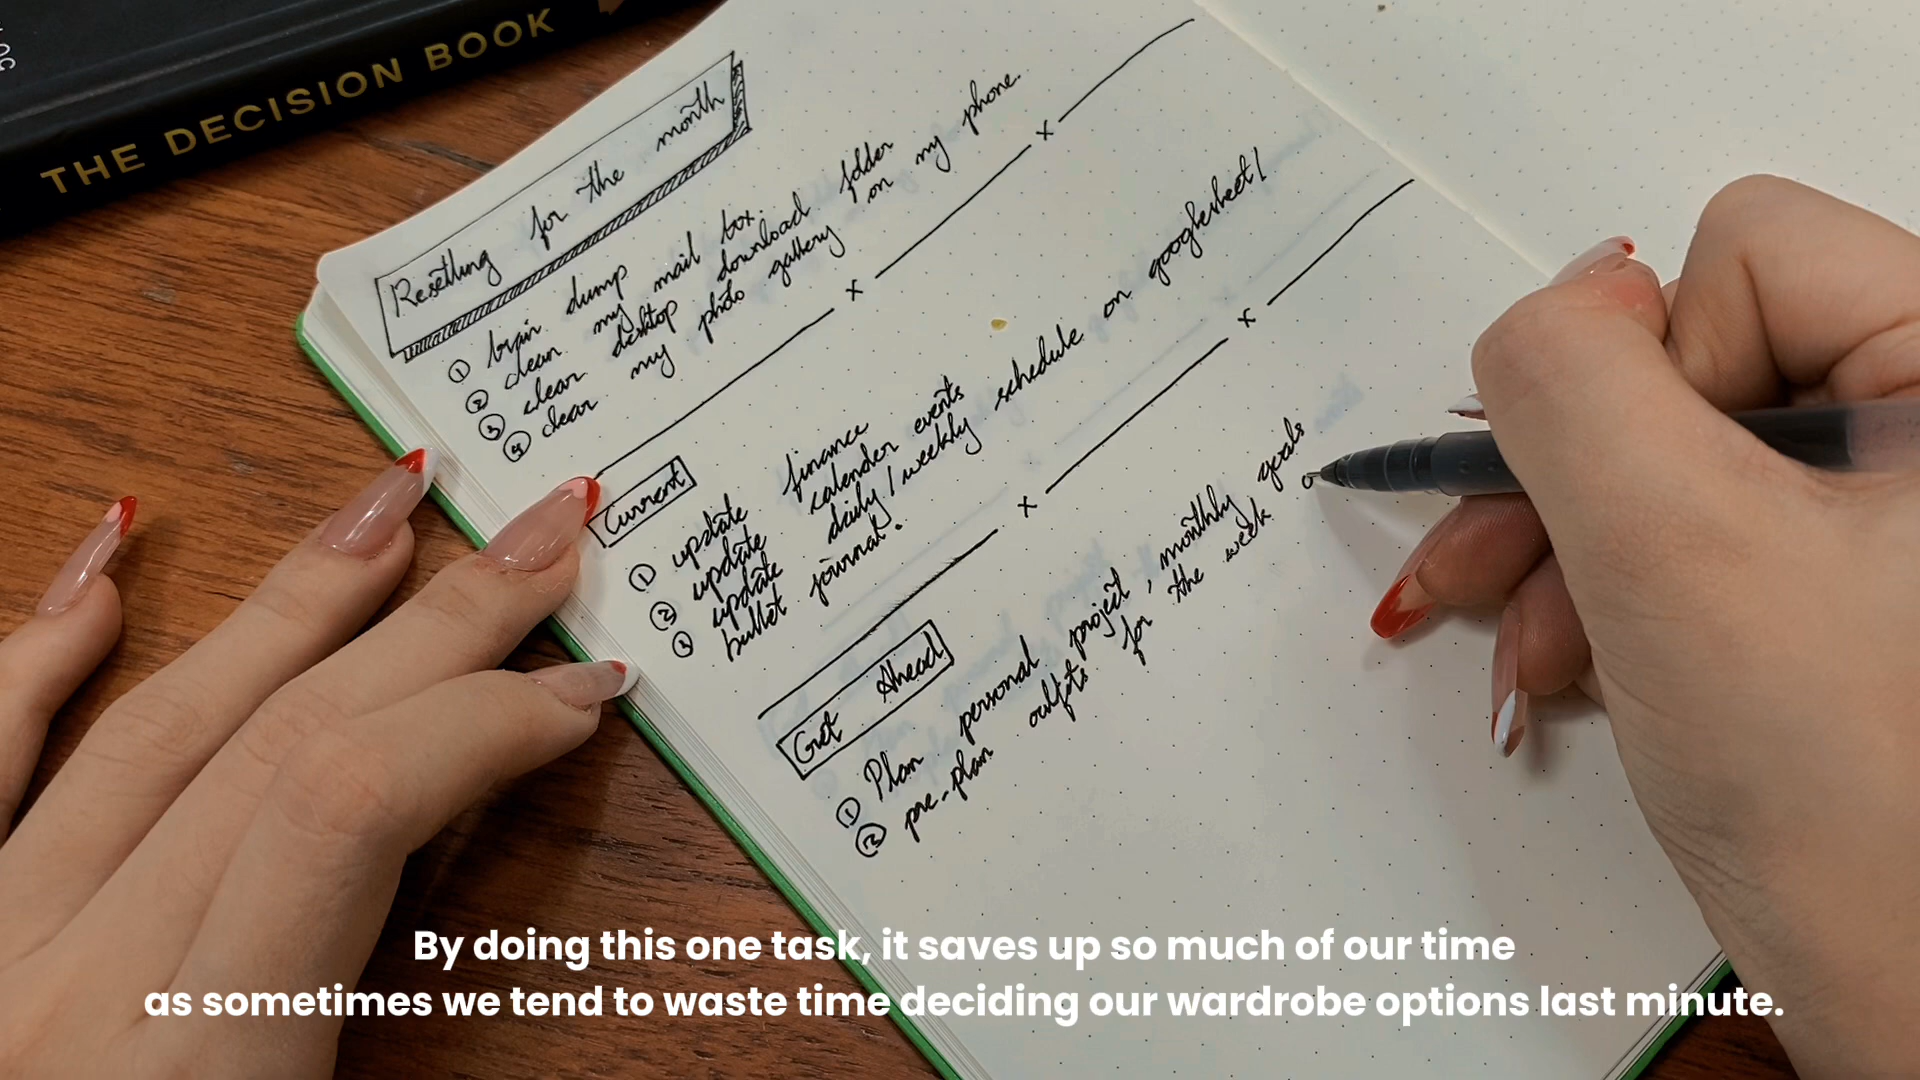 THE DECISION BOOK
Resetting for the month
① brain dump
② clean my mail box.
③ clear desktop download folder
④ clear my photo gallery on my phone.
Current
① update finance
② update calender events
③ update daily / weekly schedule on googlesheet /
bullet journal.
Get Ahead
① Plan personal project, monthly goals
② pre-plan outfits for the week
By doing this one task, it saves up so much of our time
as sometimes we tend to waste time deciding our wardrobe options last minute.